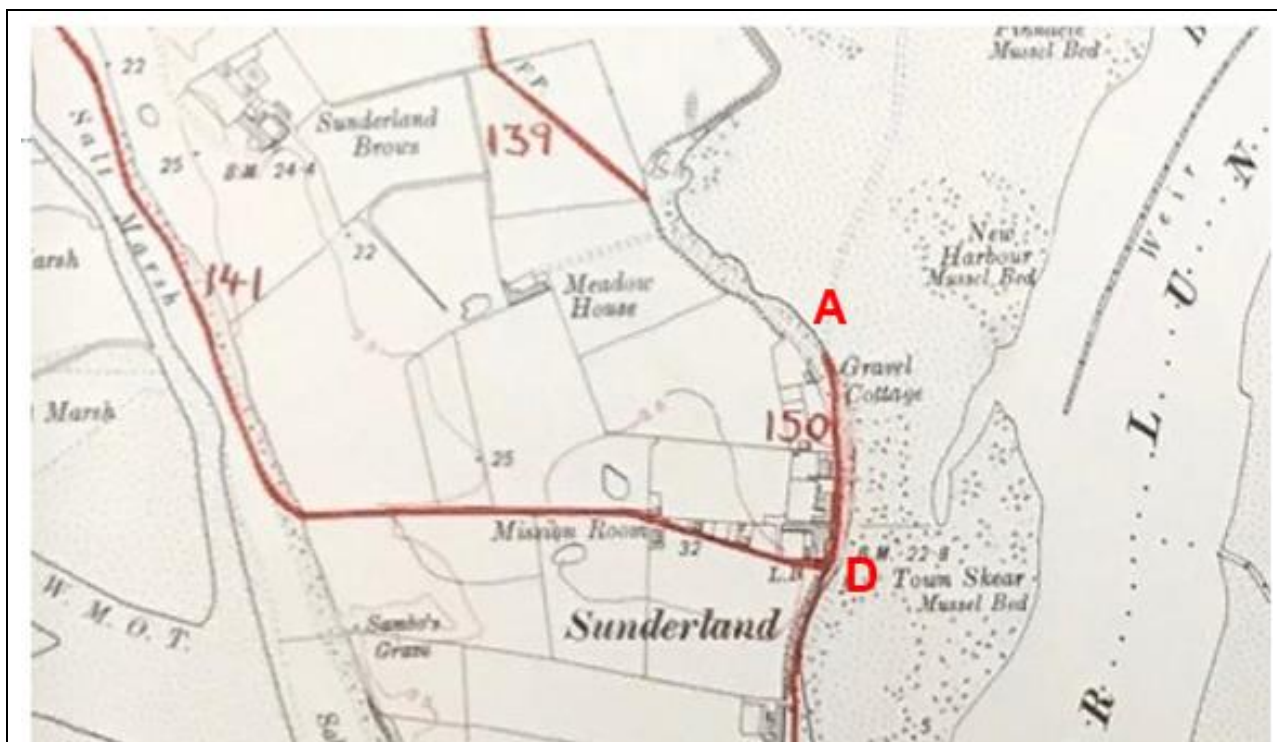 Pinnacle
Mussel Bed
22
F.P.
Salt
Marsh
Sunderland
Brows
139
25
B.M. 24·4
New
Harbour
Mussel Bed
Weir
R. L. U. N.
arsh
141
22
Meadow
House
A
Gravel
Cottage
Marsh
150
25
Mission Room
32
L.B
B.M. 22·8
D
Town Skear
Mussel Bed
W. M. O. T.
Sambo's
Grave
Sunderland
5